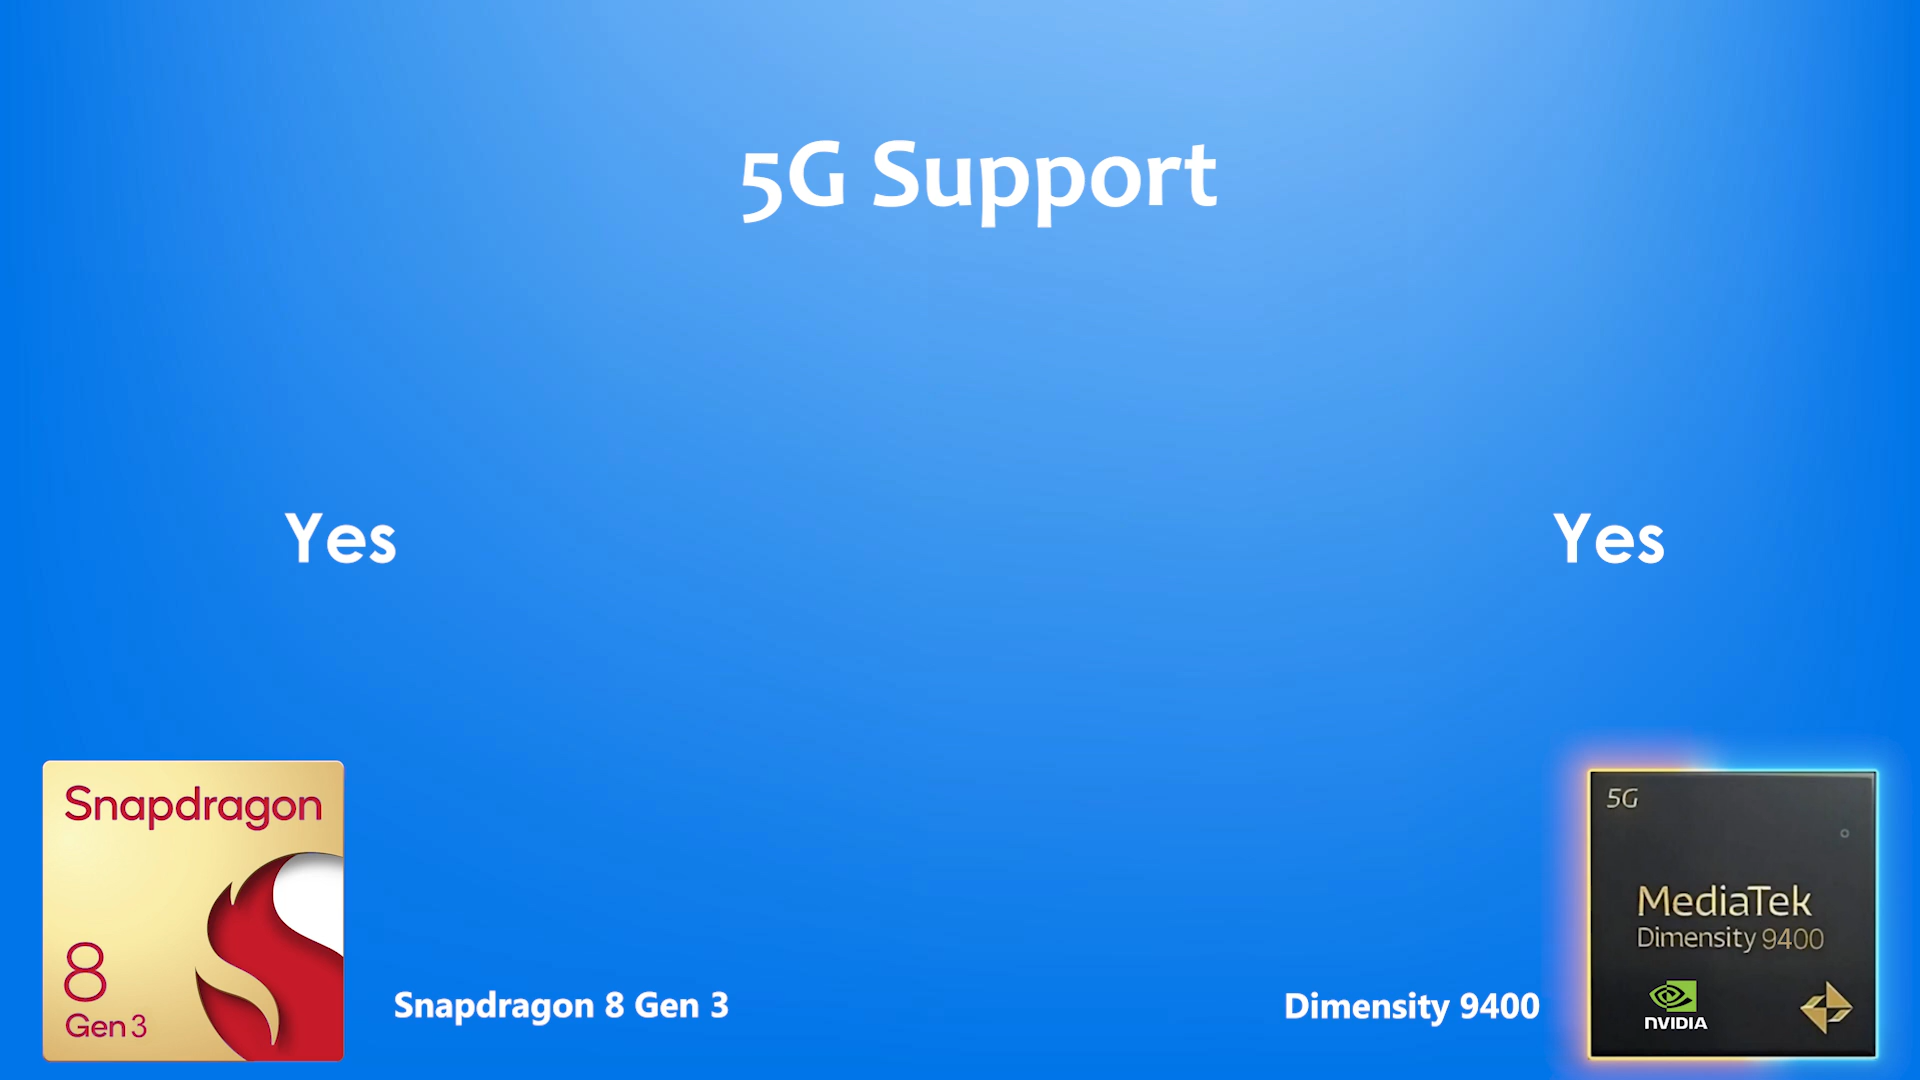 5G Support
Yes
Yes
Snapdragon
8
Gen 3
Snapdragon 8 Gen 3
Dimensity 9400
5G
MediaTek
Dimensity 9400
NVIDIA